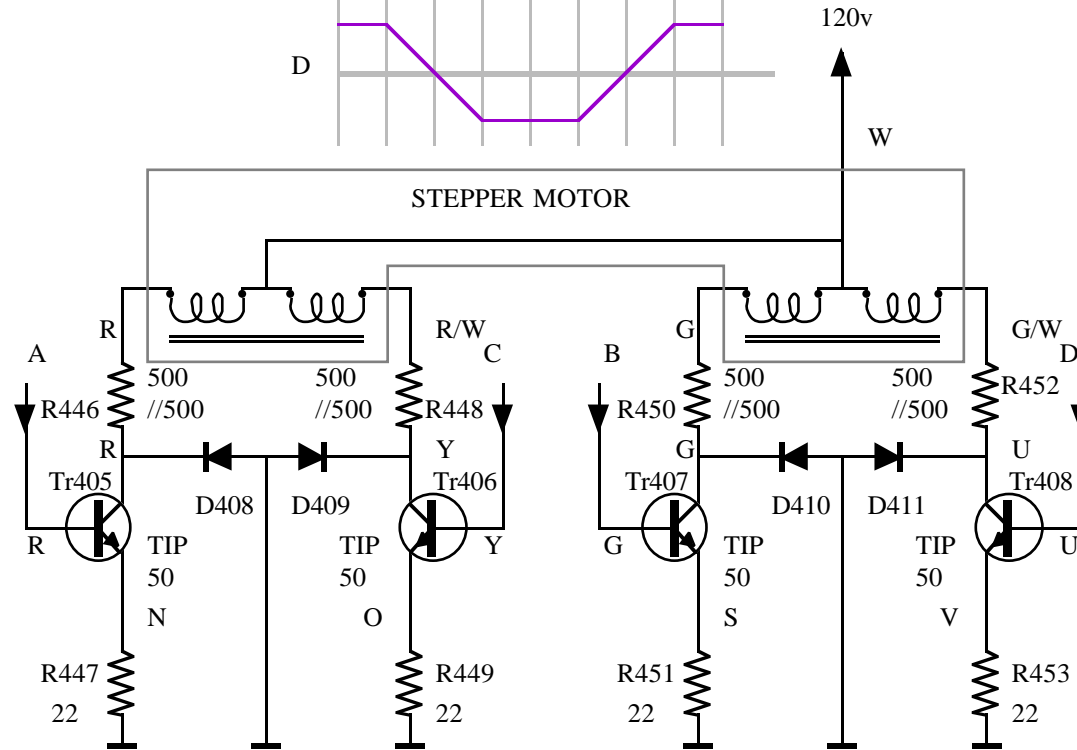 120v
D
W
STEPPER MOTOR
R R/W G G/W
A C B D
500 500 500 500
R446 //500 //500 R448 R450 //500 //500 R452
R Y G U
Tr405 Tr406 Tr407 Tr408
D408 D409 D410 D411
R TIP TIP Y G TIP TIP U
50 50 50 50
N O S V
R447 R449 R451 R453
22 22 22 22